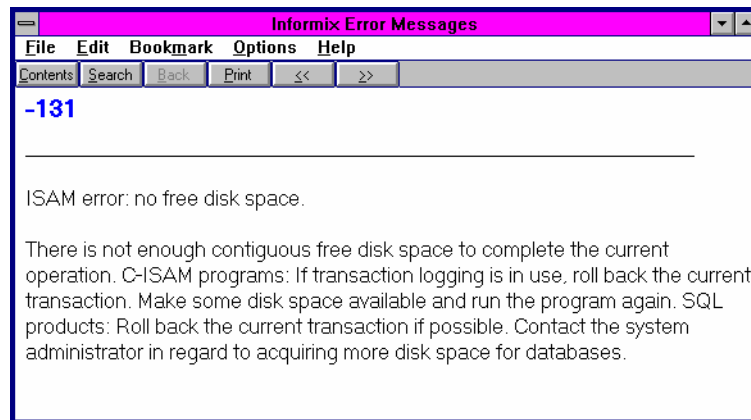 Informix Error Messages
File Edit Bookmark Options Help
Contents Search Back Print << >>
-131
ISAM error: no free disk space.
There is not enough contiguous free disk space to complete the current
operation. C-ISAM programs: If transaction logging is in use, roll back the current
transaction. Make some disk space available and run the program again. SQL
products: Roll back the current transaction if possible. Contact the system
administrator in regard to acquiring more disk space for databases.